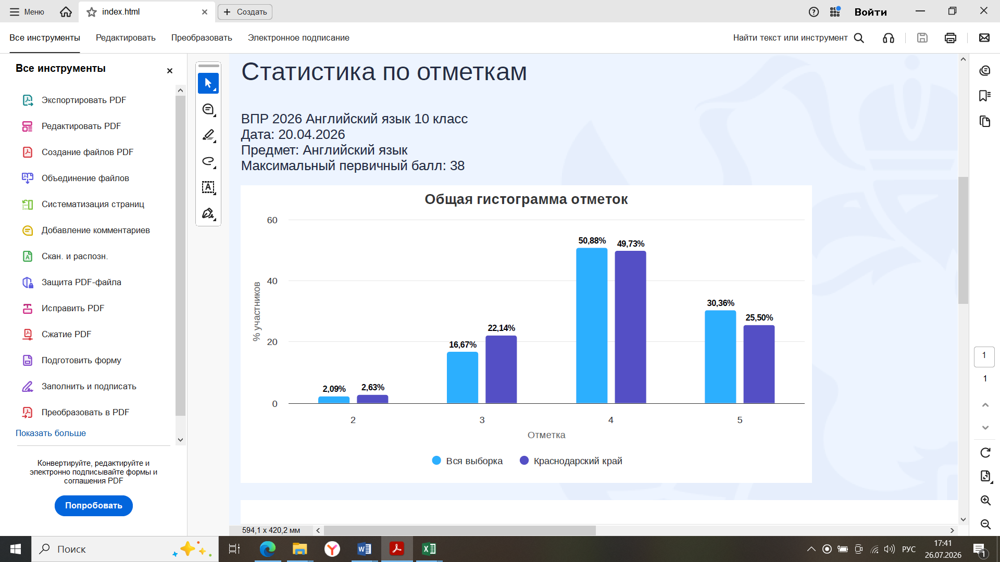 Меню
index.html
Создать
Войти
Все инструменты
Редактировать
Преобразовать
Электронное подписание
Найти текст или инструмент
Все инструменты
Экспортировать PDF
Редактировать PDF
Создание файлов PDF
Объединение файлов
Систематизация страниц
Добавление комментариев
Скан. и распозн.
Защита PDF-файла
Исправить PDF
Сжатие PDF
Подготовить форму
Заполнить и подписать
Преобразовать в PDF
Показать больше
Конвертируйте, редактируйте и
электронно подписывайте формы и
соглашения PDF
Попробовать
Статистика по отметкам
ВПР 2026 Английский язык 10 класс
Дата: 20.04.2026
Предмет: Английский язык
Максимальный первичный балл: 38
Общая гистограмма отметок
% участников
60
40
20
0
2,09%
2,63%
16,67%
22,14%
50,88%
49,73%
30,36%
25,50%
2
3
4
5
Отметка
Вся выборка
Краснодарский край
1
1
594,1 x 420,2 мм
Поиск
РУС
17:41
26.07.2026
1